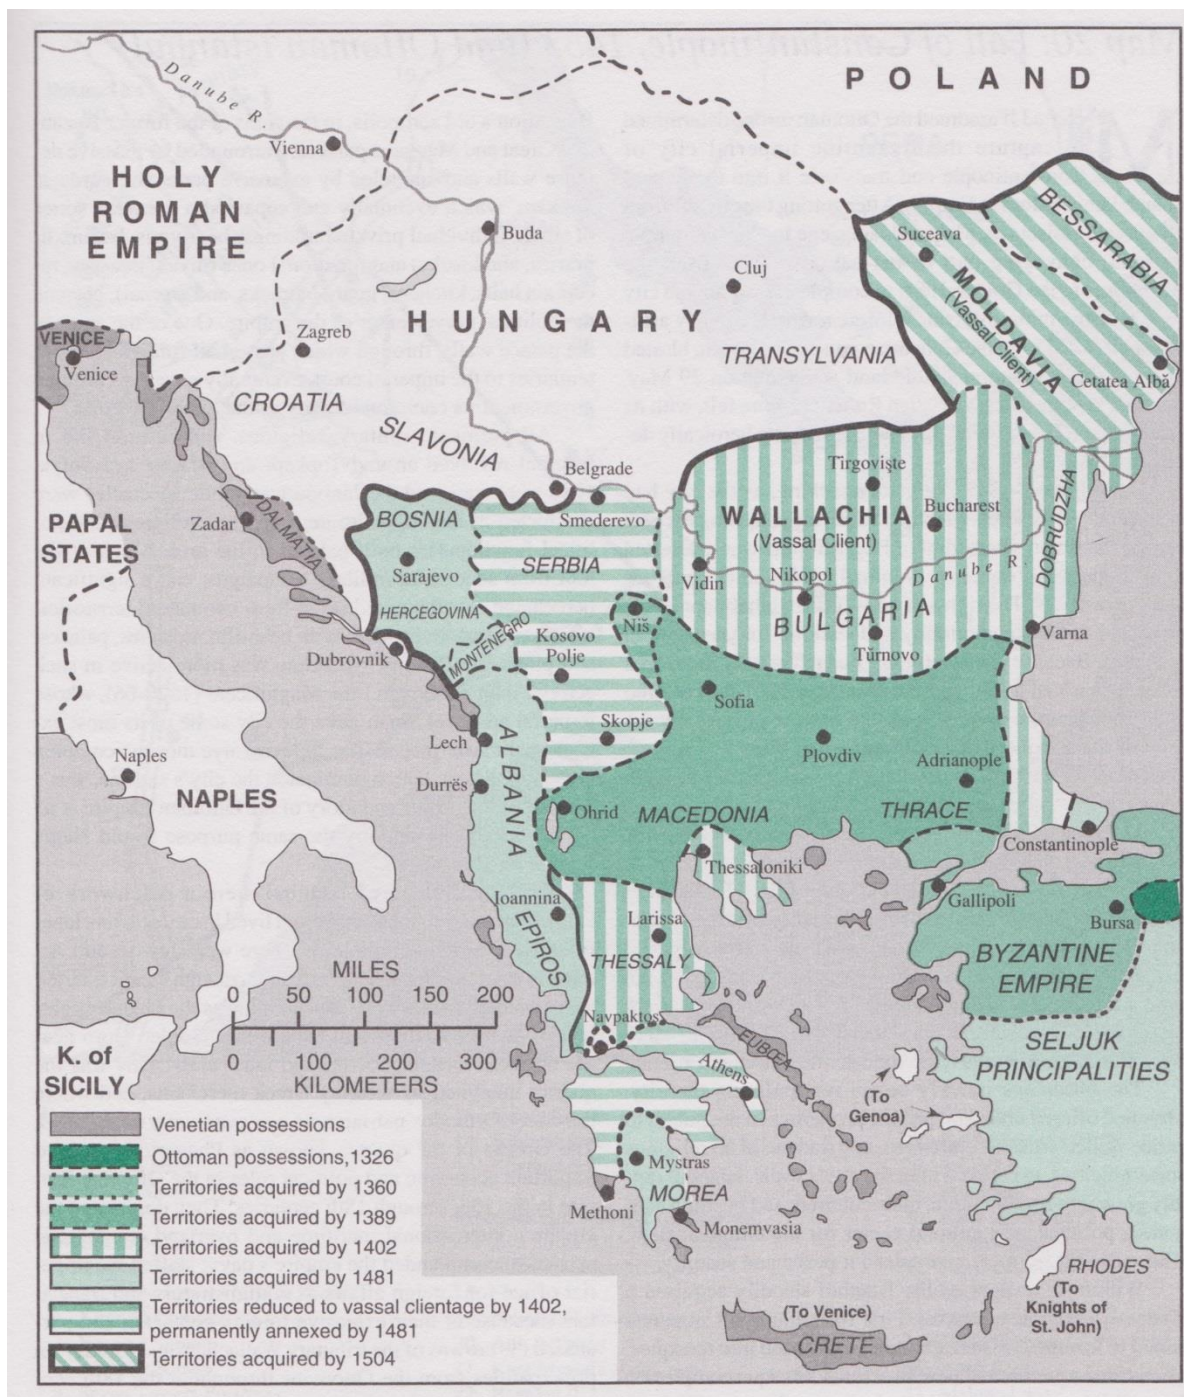 POLAND
Danube R.
Vienna
HOLY
ROMAN
EMPIRE
Buda
Cluj
Suceava
BESSARABIA
MOLDAVIA
(Vassal Client)
Cetatea Albă
HUNGARY
TRANSYLVANIA
Zagreb
VENICE
Venice
CROATIA
SLAVONIA
Belgrade
Smederevo
Tîrgovişte
Bucharest
WALLACHIA
(Vassal Client)
DOBRUDZHA
PAPAL
STATES
Zadar
DALMATIA
BOSNIA
Sarajevo
HERCEGOVINA
SERBIA
Vidin
Nikopol
Danube R.
BULGARIA
Niš
Kosovo
Polje
MONTENEGRO
Dubrovnik
Tŭrnovo
Varna
Sofia
Skopje
Plovdiv
Adrianople
Lech
Durrës
ALBANIA
Naples
NAPLES
Ohrid
MACEDONIA
THRACE
Constantinople
Thessaloniki
Gallipoli
Bursa
Ioannina
EPIROS
Larissa
THESSALY
BYZANTINE
EMPIRE
Navpaktos
EUBŒA
Athens
SELJUK
PRINCIPALITIES
(To
Genoa)
Mystras
MOREA
Methoni
Monemvasia
RHODES
(To
Knights of
St. John)
(To Venice)
CRETE
MILES
0 50 100 150 200
0 100 200 300
KILOMETERS
K. of
SICILY
Venetian possessions
Ottoman possessions,1326
Territories acquired by 1360
Territories acquired by 1389
Territories acquired by 1402
Territories acquired by 1481
Territories reduced to vassal clientage by 1402,
permanently annexed by 1481
Territories acquired by 1504